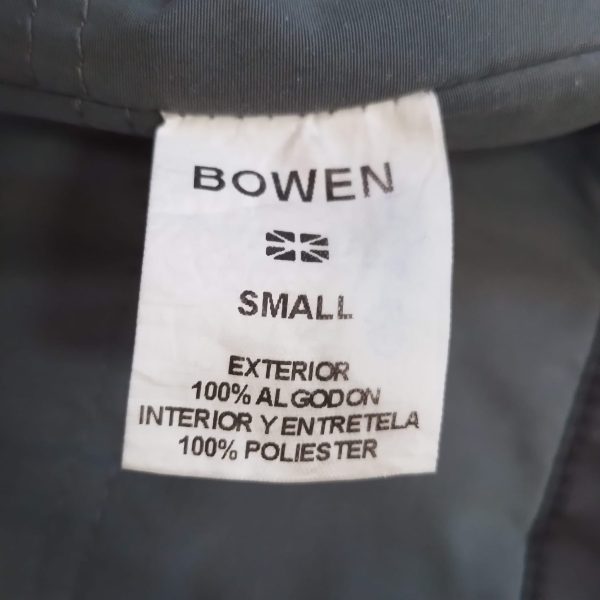 BOWEN
SMALL
EXTERIOR
100% ALGODON
INTERIOR Y ENTRETELA
100% POLIESTER